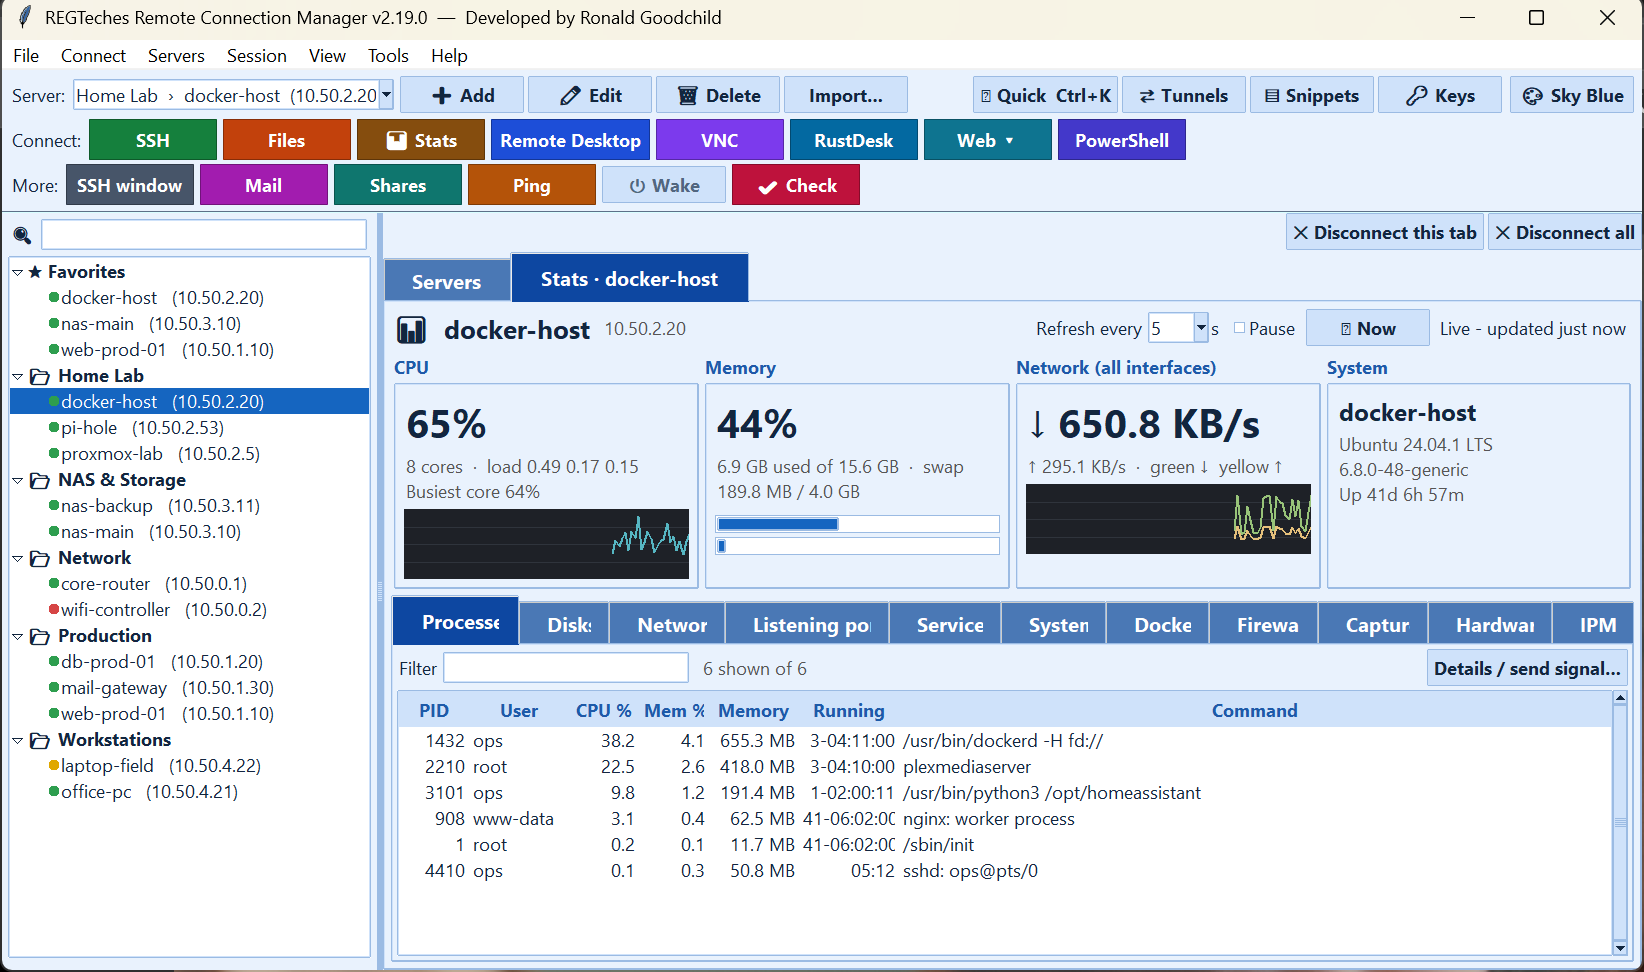 REGTeches Remote Connection Manager v2.19.0 — Developed by Ronald Goodchild
File Connect Servers Session View Tools Help
Server: Home Lab › docker-host (10.50.2.20 Add Edit Delete Import... Quick Ctrl+K Tunnels Snippets Keys Sky Blue
Connect: SSH Files Stats Remote Desktop VNC RustDesk Web PowerShell
More: SSH window Mail Shares Ping Wake Check
Disconnect this tab Disconnect all
Favorites
docker-host (10.50.2.20)
nas-main (10.50.3.10)
web-prod-01 (10.50.1.10)
Home Lab
docker-host (10.50.2.20)
pi-hole (10.50.2.53)
proxmox-lab (10.50.2.5)
NAS & Storage
nas-backup (10.50.3.11)
nas-main (10.50.3.10)
Network
core-router (10.50.0.1)
wifi-controller (10.50.0.2)
Production
db-prod-01 (10.50.1.20)
mail-gateway (10.50.1.30)
web-prod-01 (10.50.1.10)
Workstations
laptop-field (10.50.4.22)
office-pc (10.50.4.21)
Servers Stats · docker-host
docker-host 10.50.2.20 Refresh every 5 s Pause Now Live - updated just now
CPU
65%
8 cores · load 0.49 0.17 0.15
Busiest core 64%
Memory
44%
6.9 GB used of 15.6 GB · swap
189.8 MB / 4.0 GB
Network (all interfaces)
↓ 650.8 KB/s
↑ 295.1 KB/s · green ↓ yellow ↑
System
docker-host
Ubuntu 24.04.1 LTS
6.8.0-48-generic
Up 41d 6h 57m
Processe Disks Networ Listening po Service System Docke Firewa Captur Hardwar IPM
Filter 6 shown of 6 Details / send signal...
PID User CPU % Mem % Memory Running Command
1432 ops 38.2 4.1 655.3 MB 3-04:11:00 /usr/bin/dockerd -H fd://
2210 root 22.5 2.6 418.0 MB 3-04:10:00 plexmediaserver
3101 ops 9.8 1.2 191.4 MB 1-02:00:11 /usr/bin/python3 /opt/homeassistant
908 www-data 3.1 0.4 62.5 MB 41-06:02:00 nginx: worker process
1 root 0.2 0.1 11.7 MB 41-06:02:00 /sbin/init
4410 ops 0.1 0.3 50.8 MB 05:12 sshd: ops@pts/0